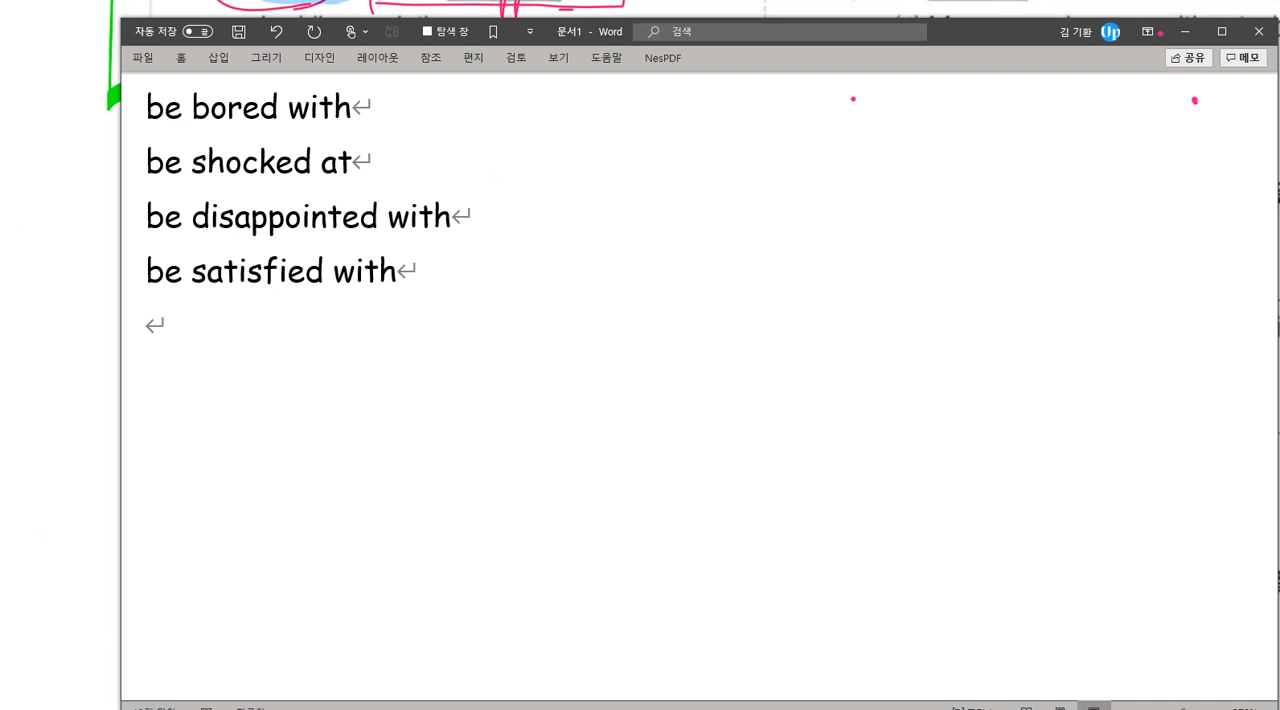 자동 저장 끔 탐색 창 문서1 - Word 검색 김 기환 Up
파일 홈 삽입 그리기 디자인 레이아웃 참조 편지 검토 보기 도움말 NesPDF 공유 메모
be bored with
be shocked at
be disappointed with
be satisfied with